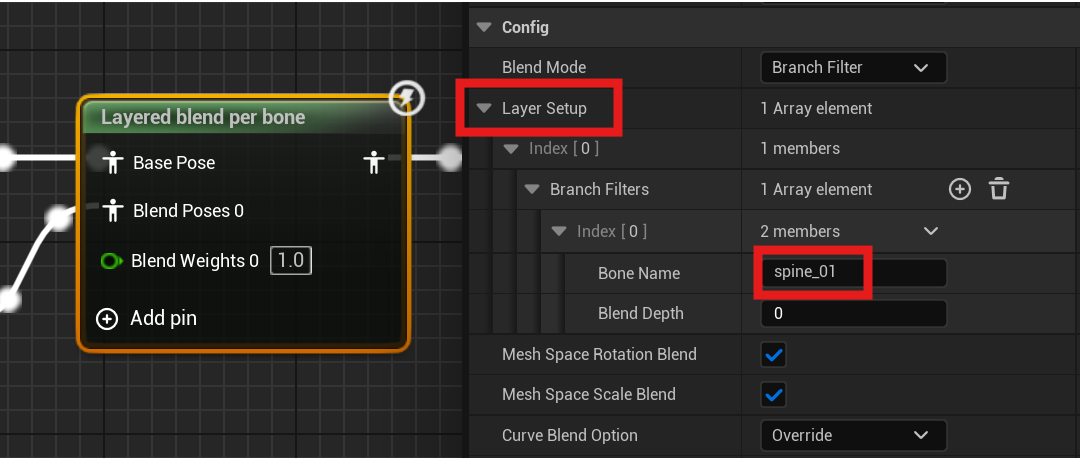 Layered blend per bone
Base Pose
Blend Poses 0
Blend Weights 0 1.0
Add pin
Config
Blend Mode Branch Filter
Layer Setup 1 Array element
Index [ 0 ] 1 members
Branch Filters 1 Array element
Index [ 0 ] 2 members
Bone Name spine_01
Blend Depth 0
Mesh Space Rotation Blend
Mesh Space Scale Blend
Curve Blend Option Override